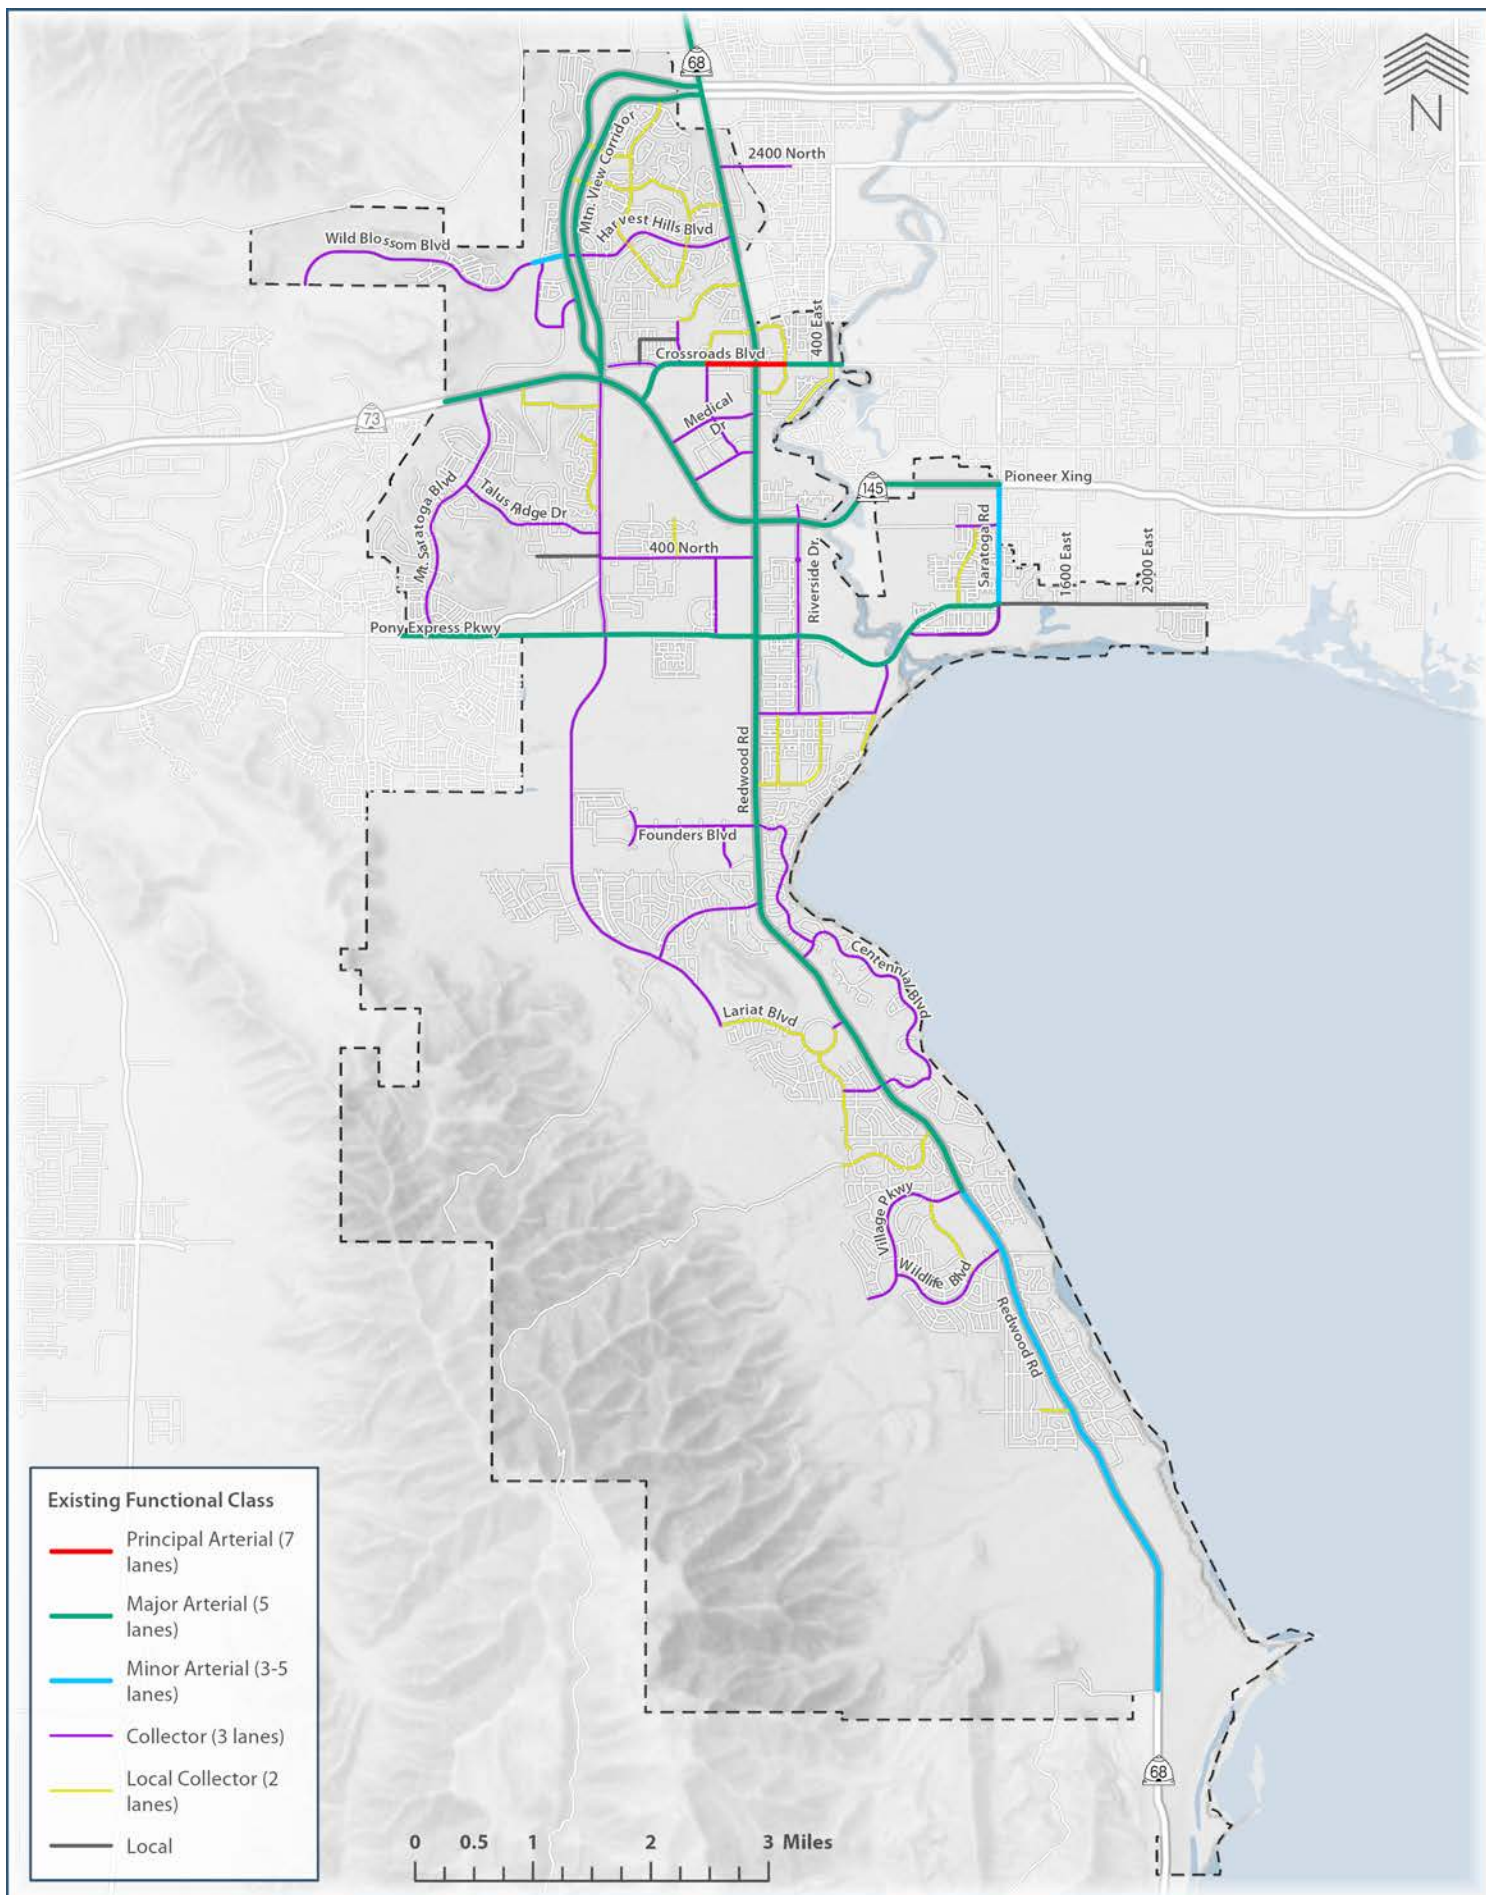 68
N
2400 North
Mtn. View Corridor
Harvest Hills Blvd
Wild Blossom Blvd
400 East
Crossroads Blvd
73
Medical
Dr
145
Pioneer Xing
Mt. Saratoga Blvd
Talus Ridge Dr
Saratoga Rd
400 North
Riverside Dr.
1600 East
2000 East
Pony Express Pkwy
Redwood Rd
Founders Blvd
Centennial Blvd
Lariat Blvd
Village Pkwy
Wildlife Blvd
Redwood Rd
Existing Functional Class
Principal Arterial (7
lanes)
Major Arterial (5
lanes)
Minor Arterial (3-5
lanes)
Collector (3 lanes)
Local Collector (2
lanes)
Local
68
0 0.5 1 2 3 Miles